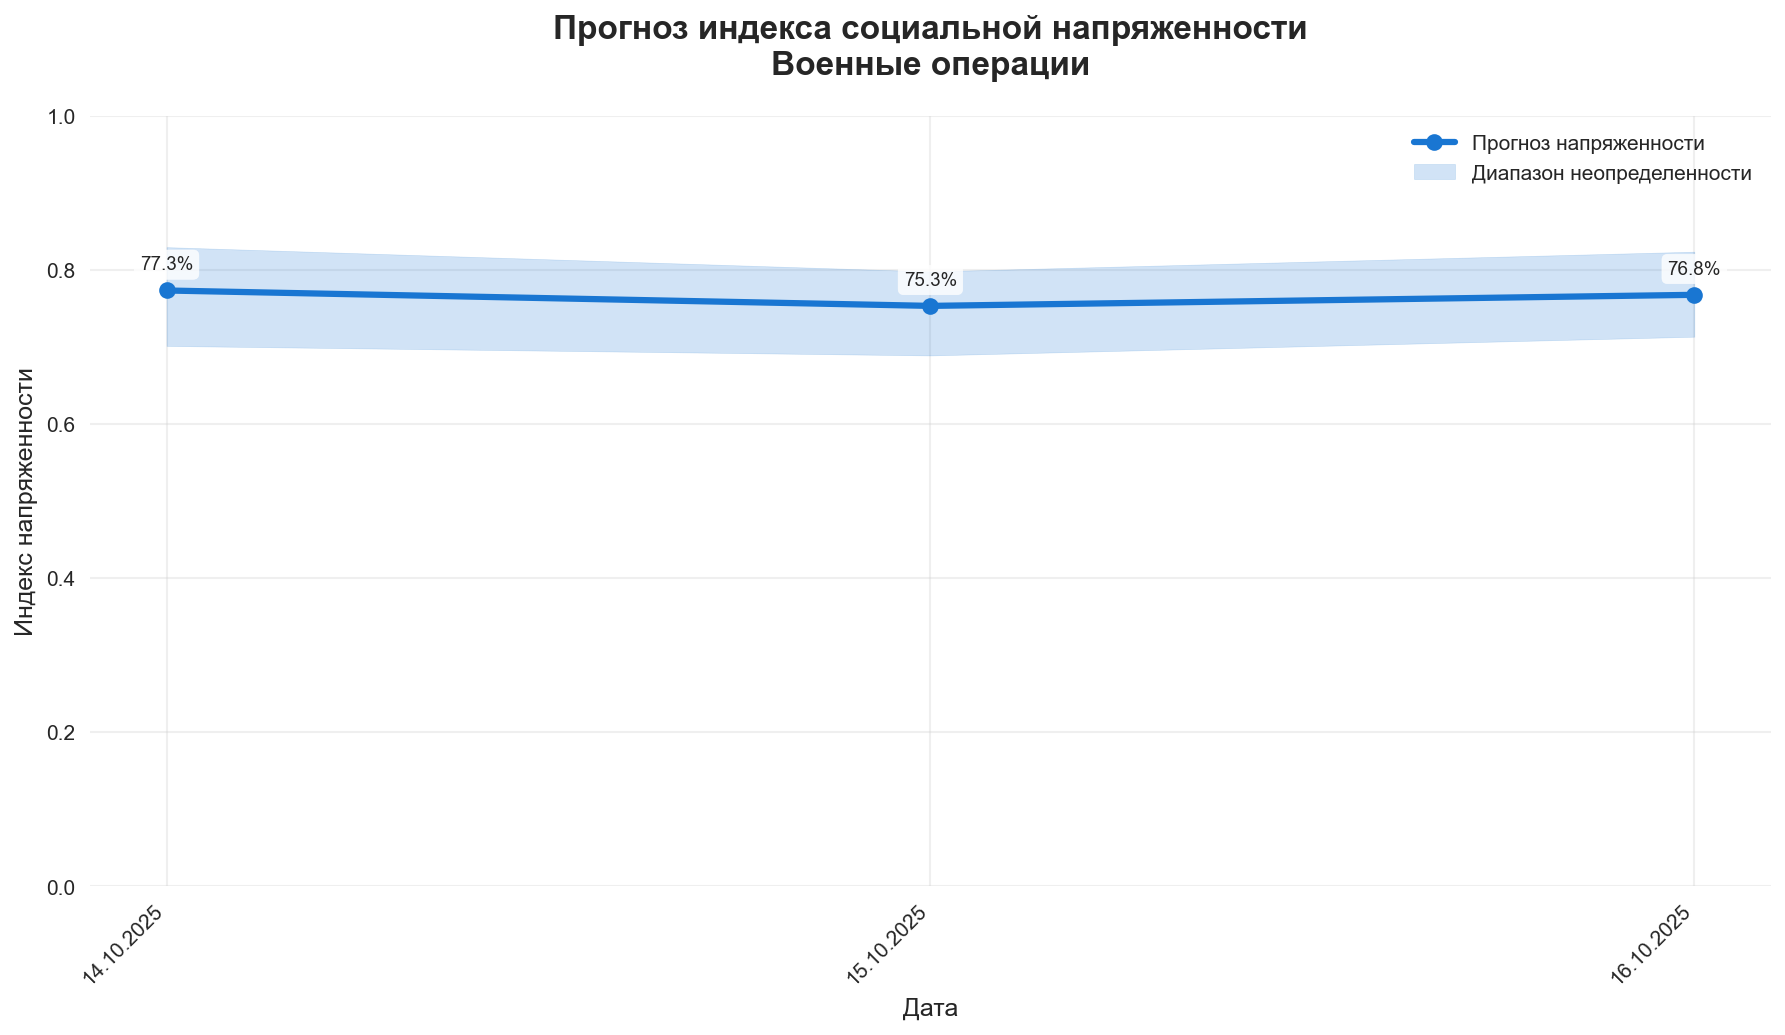 Прогноз индекса социальной напряженности
Военные операции
1.0
Прогноз напряженности
Диапазон неопределенности
77.3%
75.3%
76.8%
0.8
0.6
0.4
0.2
0.0
Индекс напряженности
14.10.2025
15.10.2025
16.10.2025
Дата